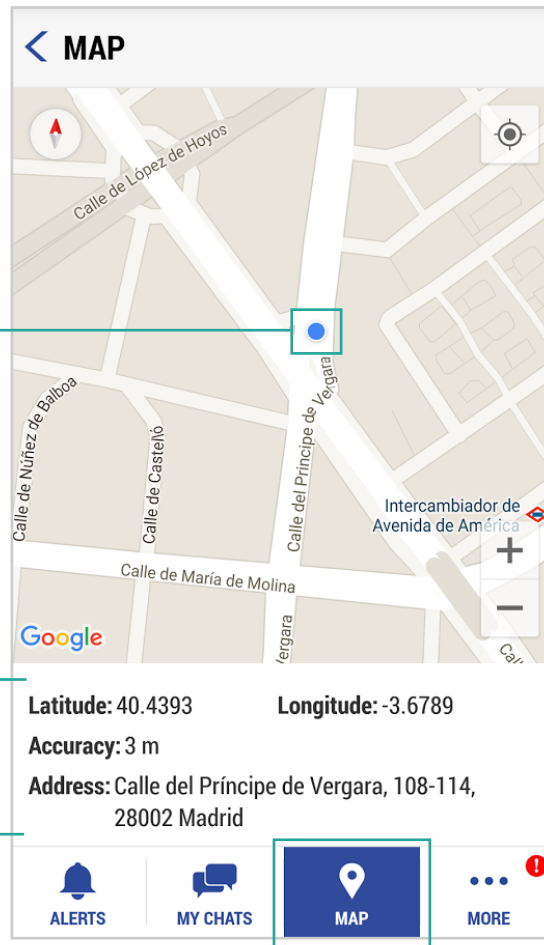 MAP
Calle de López de Hoyos
Calle del Príncipe de Vergara
Calle de Núñez de Balboa
Calle de Castelló
Intercambiador de
Avenida de América
+
Calle de María de Molina
−
Google
ergara
Cal
Latitude: 40.4393 Longitude: -3.6789
Accuracy: 3 m
Address: Calle del Príncipe de Vergara, 108-114,
28002 Madrid
!
ALERTS MY CHATS MAP MORE